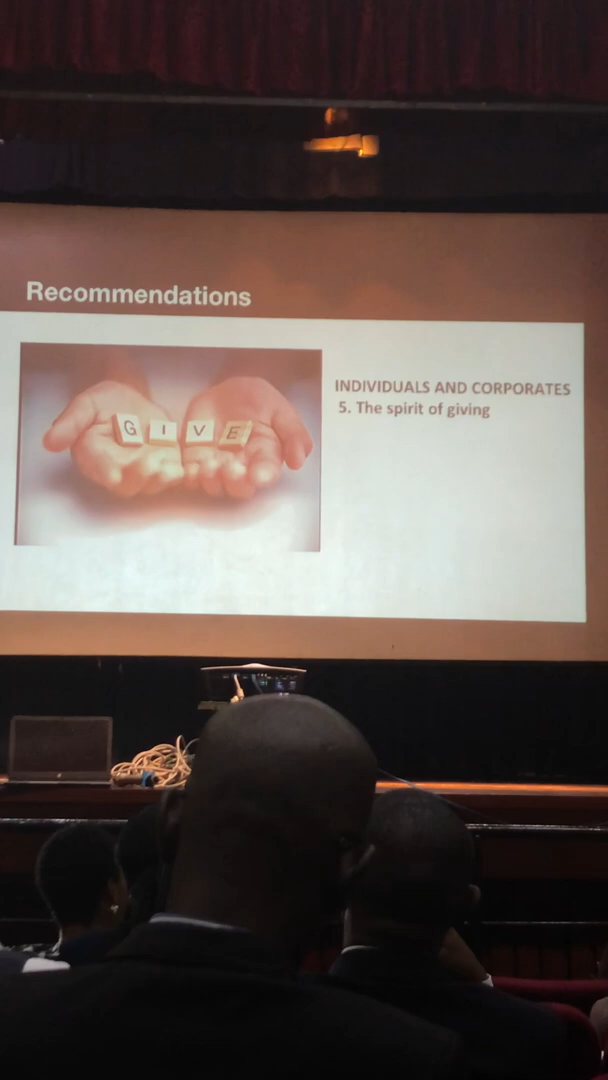 Recommendations
INDIVIDUALS AND CORPORATES
5. The spirit of giving
G I V E